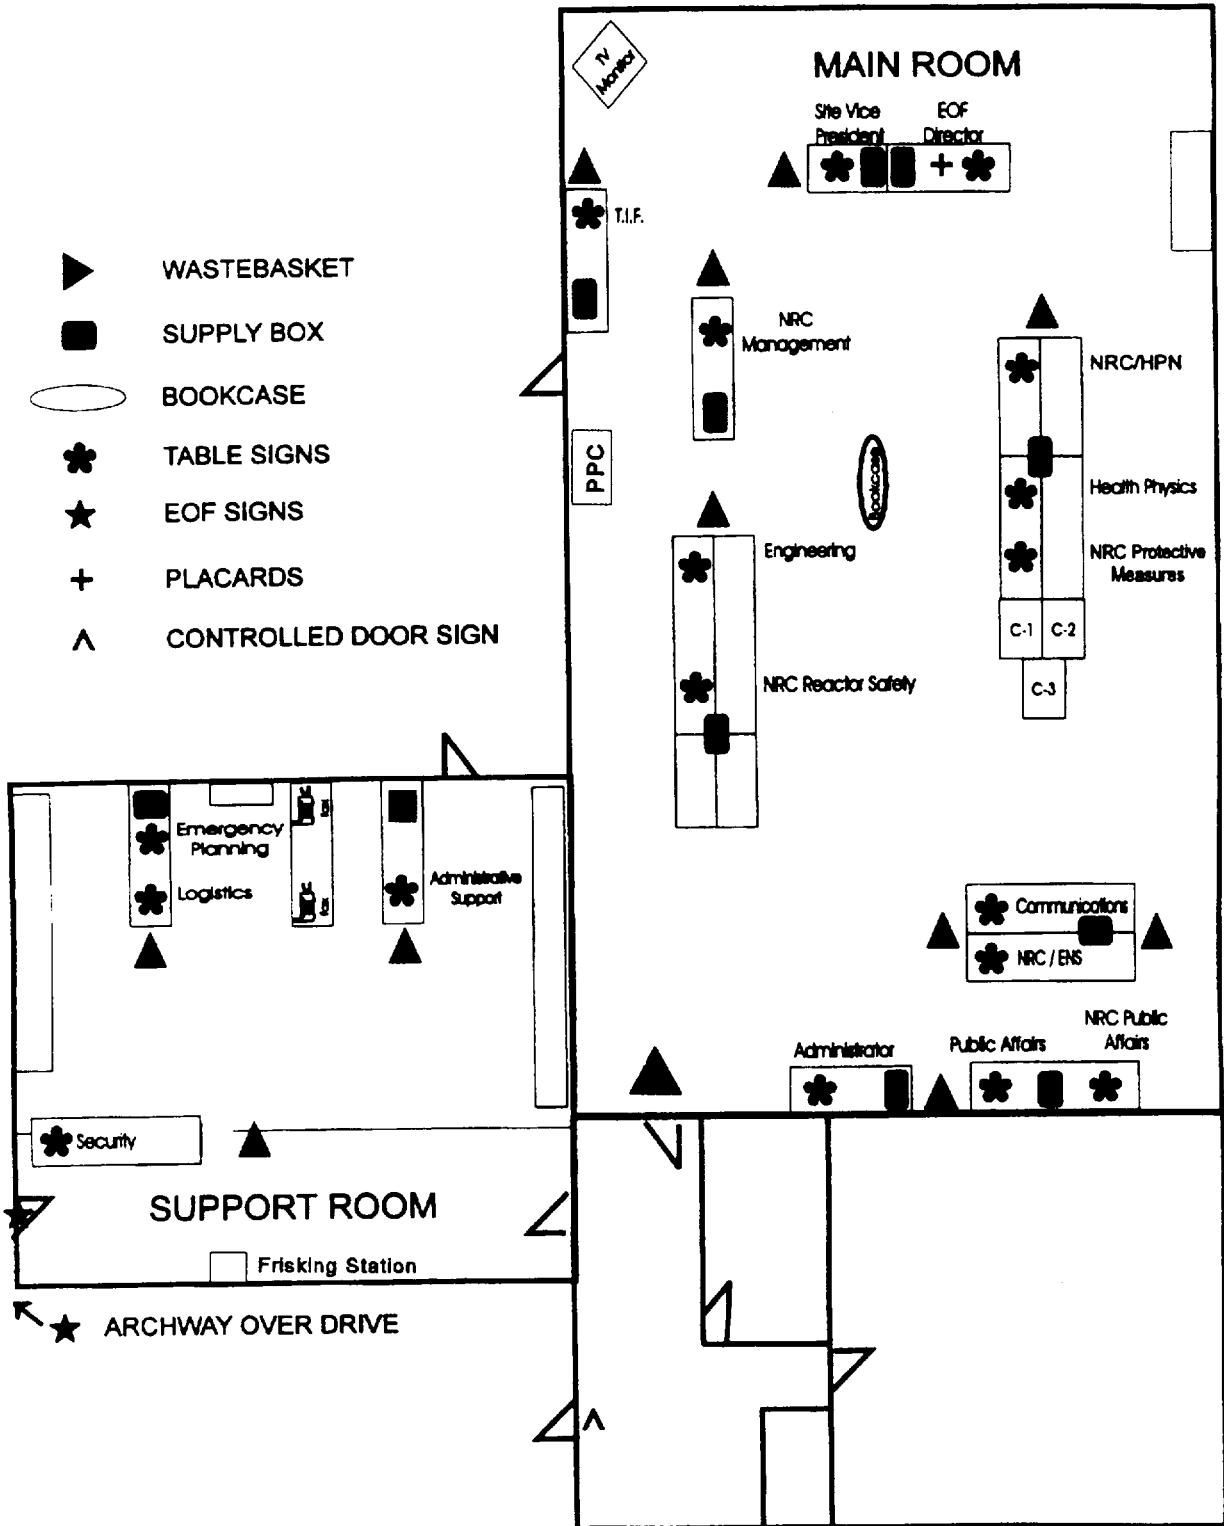 TV
Monitor
MAIN ROOM
Site Vice
President
EOF
Director
T.I.F.
WASTEBASKET
SUPPLY BOX
BOOKCASE
TABLE SIGNS
EOF SIGNS
PLACARDS
CONTROLLED DOOR SIGN
NRC
Management
NRC/HPN
PPC
Bookcase
Health Physics
Engineering
NRC Protective
Measures
C-1
C-2
NRC Reactor Safety
C-3
Emergency
Planning
Logistics
Fax
Fax
Administrative
Support
Communications
NRC / ENS
Administrator
Public Affairs
NRC Public
Affairs
Security
SUPPORT ROOM
Frisking Station
ARCHWAY OVER DRIVE